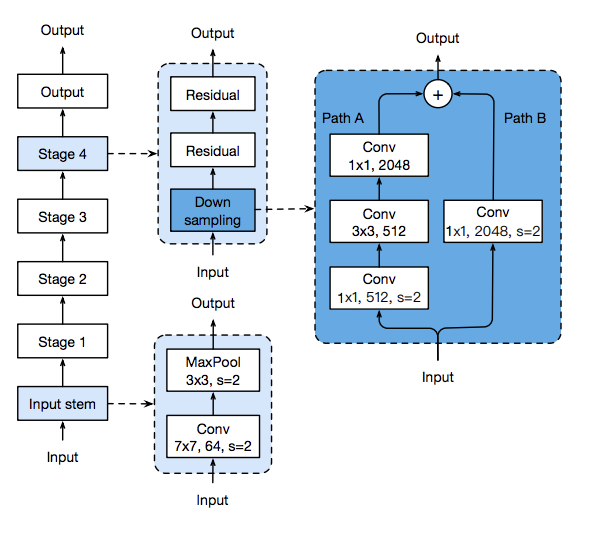 Output
Output
Stage 4
Stage 3
Stage 2
Stage 1
Input stem
Input
Output
Residual
Residual
Down
sampling
Input
Output
MaxPool
3x3, s=2
Conv
7x7, 64, s=2
Input
Output
+
Path A
Path B
Conv
1x1, 2048
Conv
3x3, 512
Conv
1x1, 2048, s=2
Conv
1x1, 512, s=2
Input